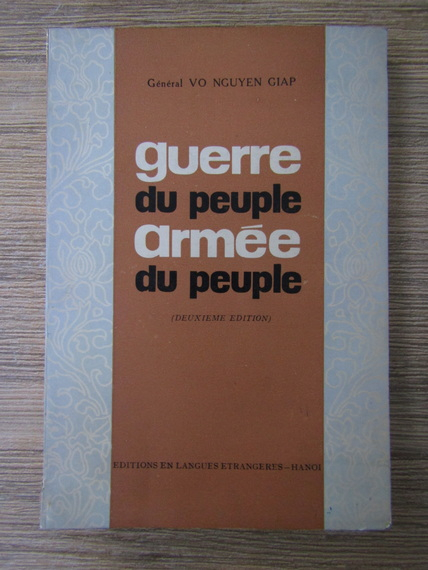 Général VO NGUYEN GIAP
guerre
du peuple
armée
du peuple
(DEUXIEME EDITION)
EDITIONS EN LANGUES ETRANGERES – HANOI